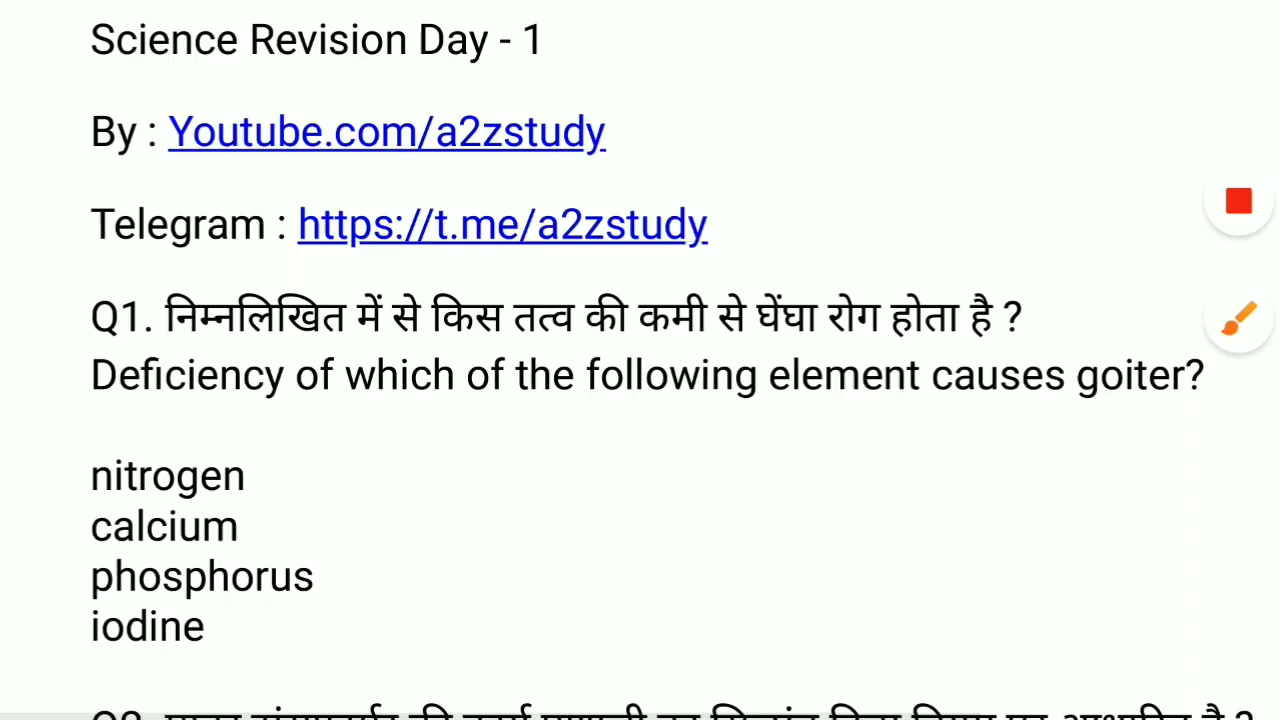 Science Revision Day - 1
By : Youtube.com/a2zstudy
Telegram : https://t.me/a2zstudy
Q1. निम्नलिखित में से किस तत्व की कमी से घेंघा रोग होता है ?
Deficiency of which of the following element causes goiter?
nitrogen
calcium
phosphorus
iodine